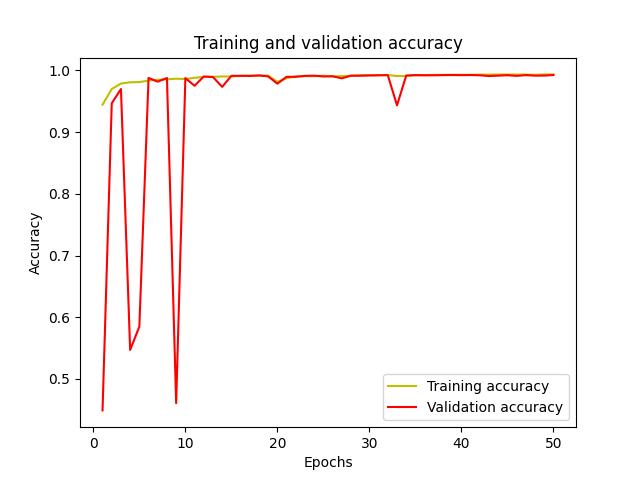 Training and validation accuracy
1.0
0.9
0.8
0.7
0.6
0.5
Accuracy
0 10 20 30 40 50
Epochs
Training accuracy
Validation accuracy